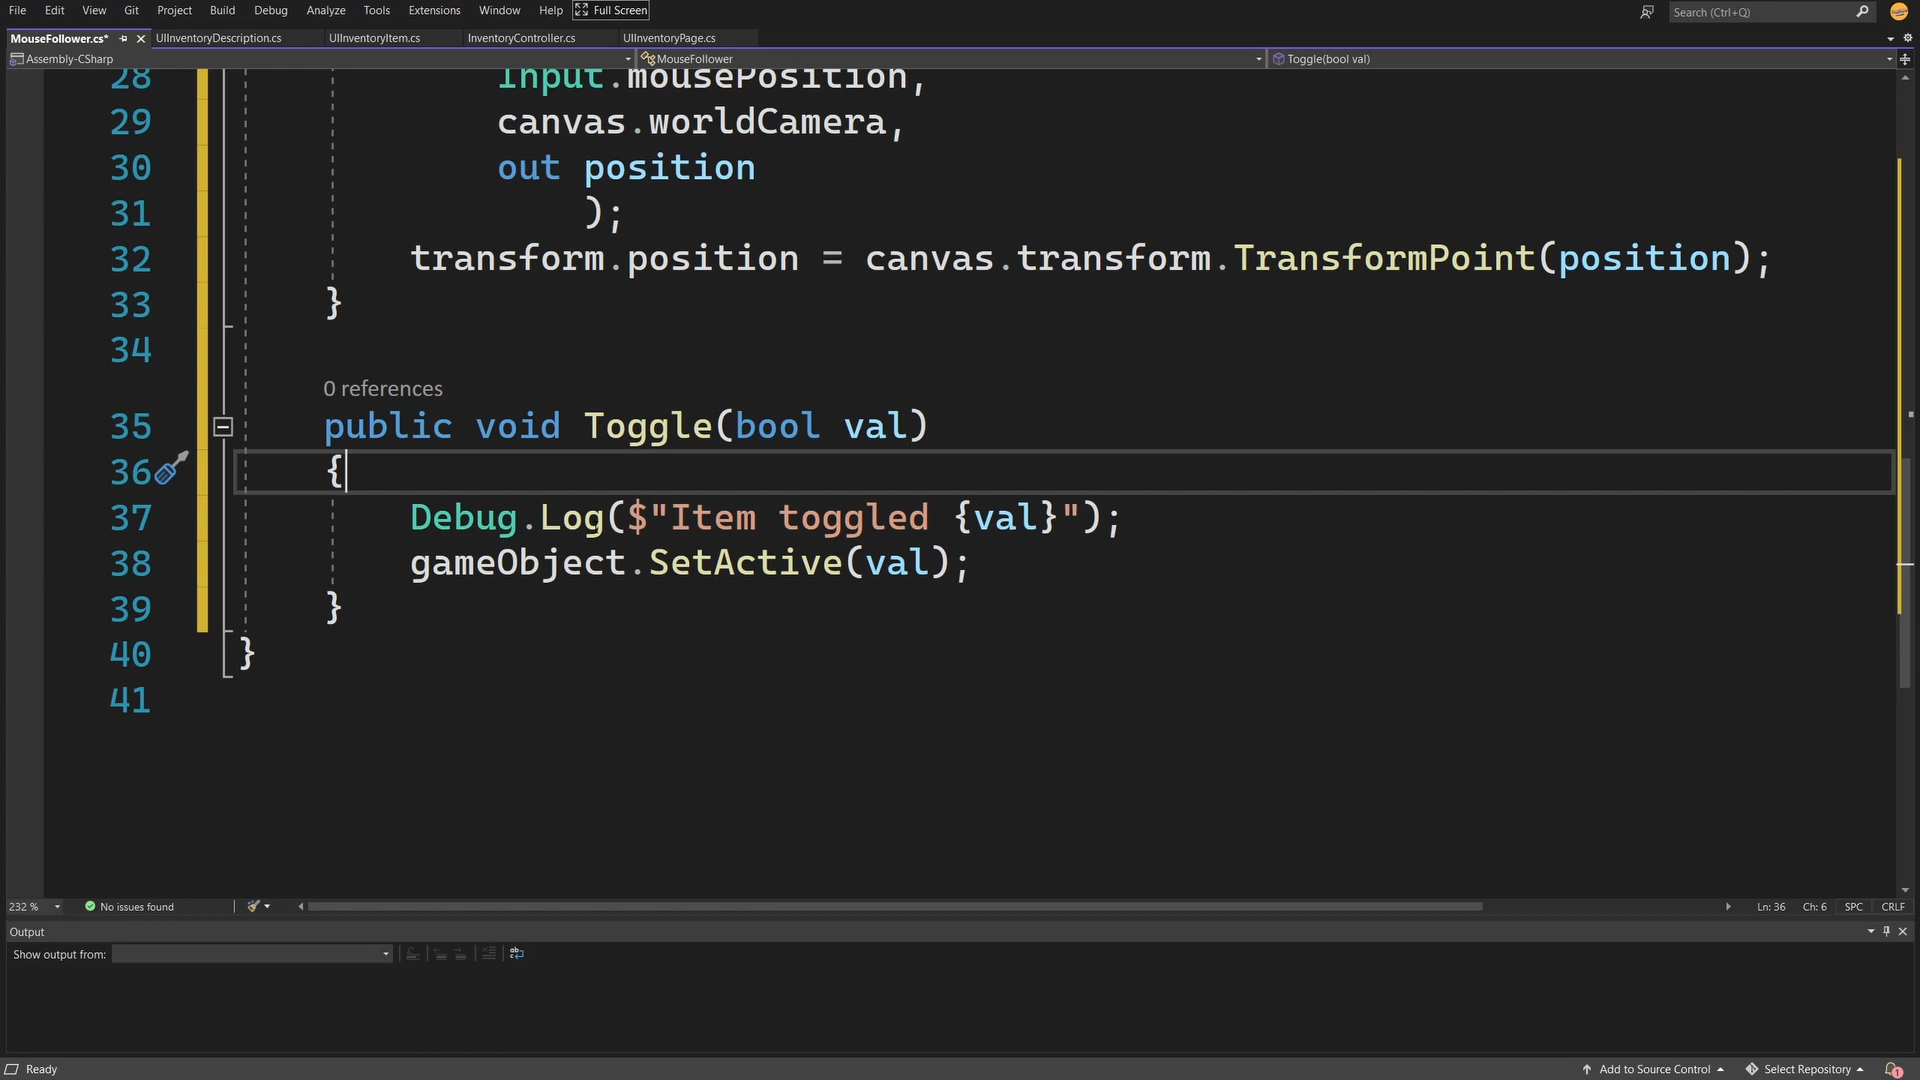 File Edit View Git Project Build Debug Analyze Tools Extensions Window Help Full Screen Search (Ctrl+Q)
MouseFollower.cs* UIInventoryDescription.cs UIInventoryItem.cs InventoryController.cs UIInventoryPage.cs
Assembly-CSharp MouseFollower Toggle(bool val)
28 Input.mousePosition,
29 canvas.worldCamera,
30 out position
31 );
32 transform.position = canvas.transform.TransformPoint(position);
33 }
34
0 references
35 public void Toggle(bool val)
36 {
37 Debug.Log($"Item toggled {val}");
38 gameObject.SetActive(val);
39 }
40 }
41
232 % No issues found Ln: 36 Ch: 6 SPC CRLF
Output
Show output from:
Ready Add to Source Control Select Repository 1